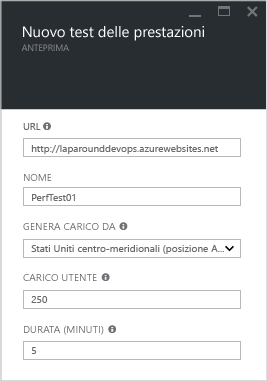 Nuovo test delle prestazioni
ANTEPRIMA
URL
http://laparounddevops.azurewebsites.net
NOME
PerfTest01
GENERA CARICO DA
Stati Uniti centro-meridionali (posizione A...
CARICO UTENTE
250
DURATA (MINUTI)
5